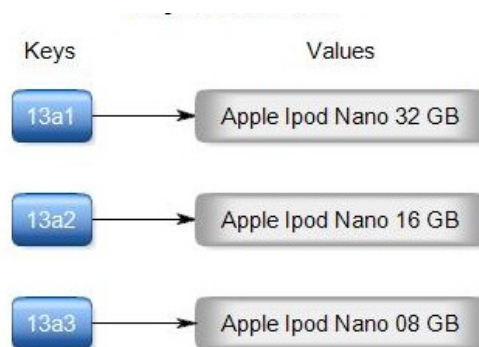 Keys Values
13a1 Apple Ipod Nano 32 GB
13a2 Apple Ipod Nano 16 GB
13a3 Apple Ipod Nano 08 GB